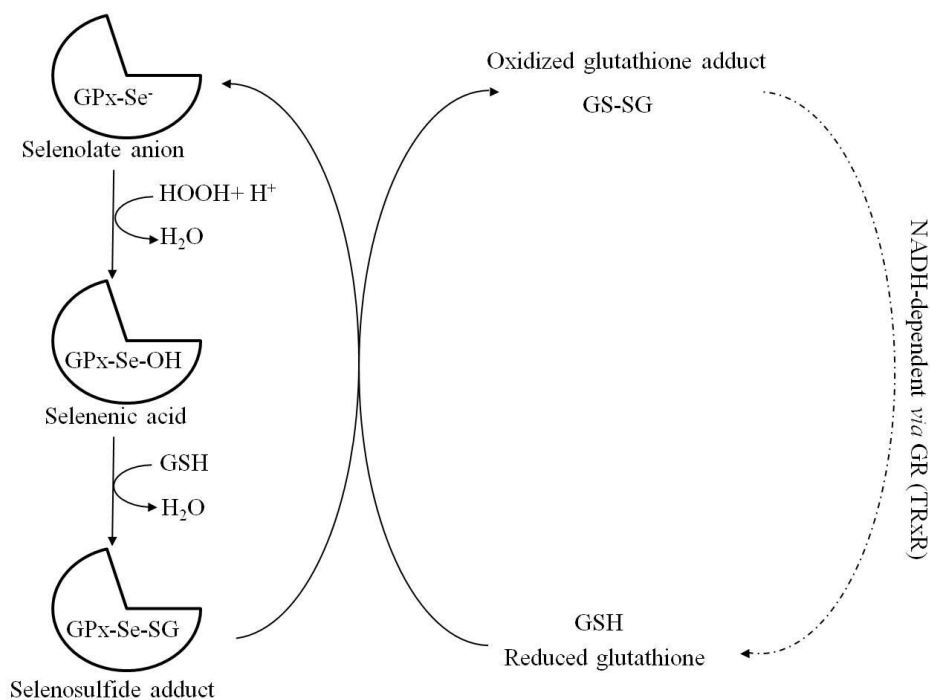 GPx-Se⁻
Selenolate anion
HOOH+ H⁺
H₂O
GPx-Se-OH
Selenenic acid
GSH
H₂O
GPx-Se-SG
Selenosulfide adduct
Oxidized glutathione adduct
GS-SG
GSH
Reduced glutathione
NADH-dependent via GR (TRxR)